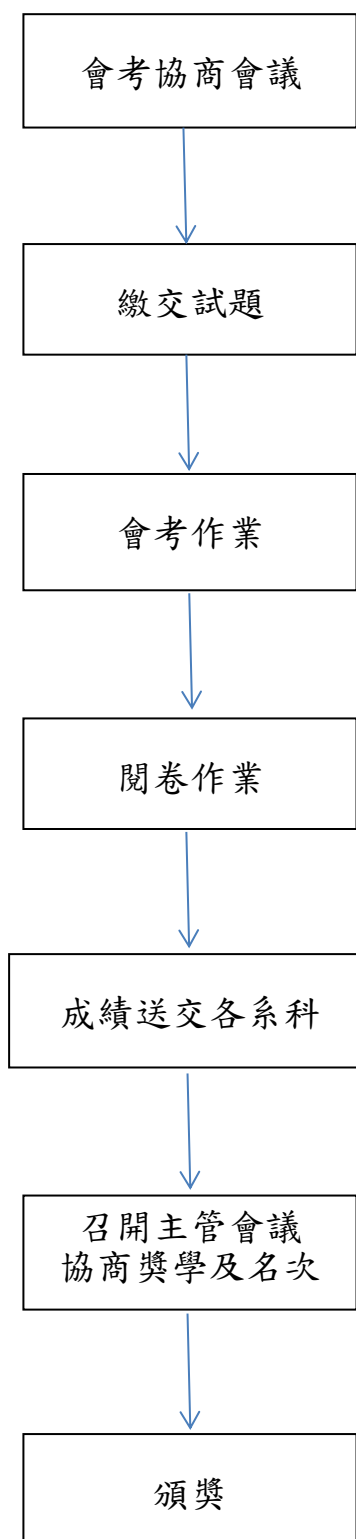 會考協商會議
繳交試題
會考作業
閱卷作業
成績送交各系科
召開主管會議
協商獎學及名次
頒獎